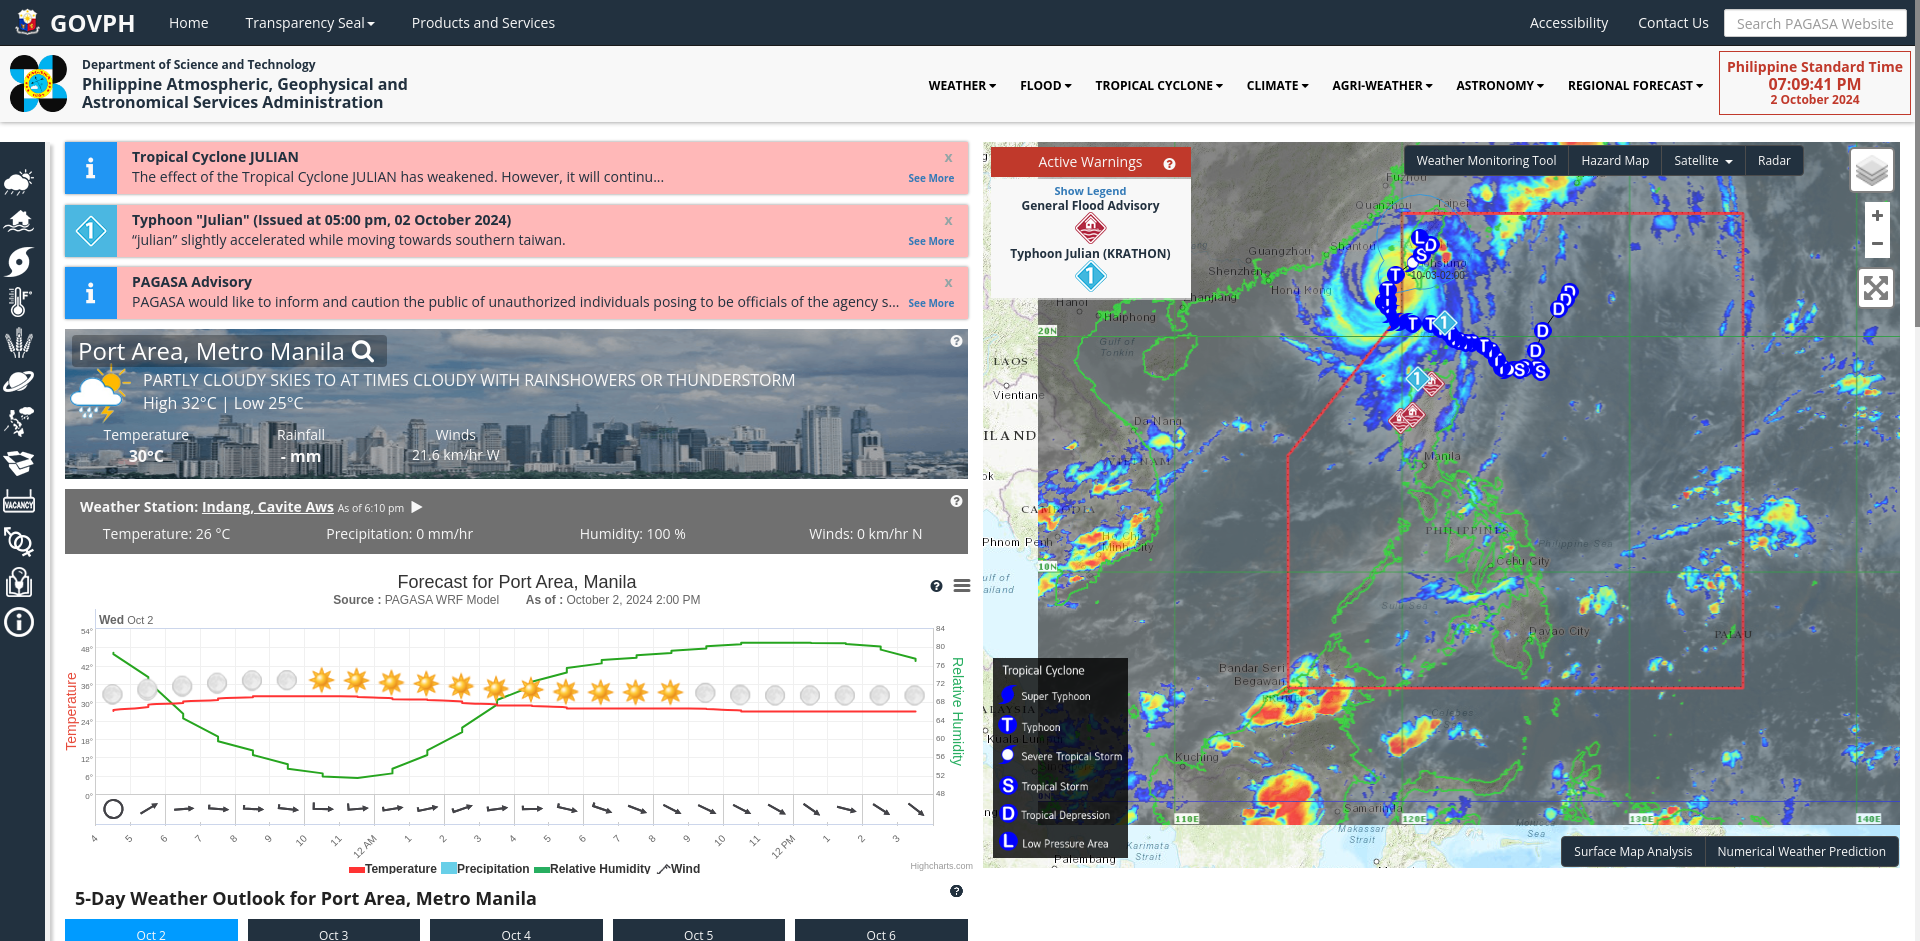 GOVPH
Home
Transparency Seal
Products and Services
Accessibility
Contact Us
Search PAGASA Website
Department of Science and Technology
Philippine Atmospheric, Geophysical and
Astronomical Services Administration
WEATHER
FLOOD
TROPICAL CYCLONE
CLIMATE
AGRI-WEATHER
ASTRONOMY
REGIONAL FORECAST
Philippine Standard Time
07:09:41 PM
2 October 2024
Tropical Cyclone JULIAN
x
The effect of the Tropical Cyclone JULIAN has weakened. However, it will continu...
See More
1
Typhoon "Julian" (Issued at 05:00 pm, 02 October 2024)
x
“julian” slightly accelerated while moving towards southern taiwan.
See More
PAGASA Advisory
x
PAGASA would like to inform and caution the public of unauthorized individuals posing to be officials of the agency s...
See More
Port Area, Metro Manila
PARTLY CLOUDY SKIES TO AT TIMES CLOUDY WITH RAINSHOWERS OR THUNDERSTORM
High 32°C | Low 25°C
Temperature
30°C
Rainfall
- mm
Winds
21.6 km/hr W
Weather Station: Indang, Cavite Aws As of 6:10 pm
Temperature: 26 °C
Precipitation: 0 mm/hr
Humidity: 100 %
Winds: 0 km/hr N
VACANCY
Forecast for Port Area, Manila
Source : PAGASA WRF Model As of : October 2, 2024 2:00 PM
Wed Oct 2
Temperature
54°
48°
42°
36°
30°
24°
18°
12°
6°
0°
Relative Humidity
84
80
76
72
68
64
60
56
52
48
4 5 6 7 8 9 10 11 12 AM 1 2 3 4 5 6 7 8 9 10 11 12 PM 1 2 3
Temperature Precipitation Relative Humidity Wind
Highcharts.com
5-Day Weather Outlook for Port Area, Metro Manila
Oct 2
Oct 3
Oct 4
Oct 5
Oct 6
Active Warnings
Show Legend
General Flood Advisory
Typhoon Julian (KRATHON)
1
Weather Monitoring Tool
Hazard Map
Satellite
Radar
+
−
Fuzhou
Quanzhou
Taipei
Guangzhou
Shantou
Shenzhen
Hong Kong
Zhanjiang
Hanoi
Haiphong
Gulf of
Tonkin
10-03-02:00
20N
LAOS
Vientiane
Da Nang
VIETNAM
CAMBODIA
Phnom Penh
Ho Chi
Minh City
10N
Manila
PHILIPPINES
Philippine Sea
Cebu City
Sulu Sea
Davao City
PALAU
Bandar Seri
Begawan
Celebes
Kuching
Samarinda
Makassar
Strait
Karimata
Strait
Palembang
110E
120E
130E
140E
Tropical Cyclone
Super Typhoon
T Typhoon
Severe Tropical Storm
S Tropical Storm
D Tropical Depression
L Low Pressure Area
Surface Map Analysis
Numerical Weather Prediction